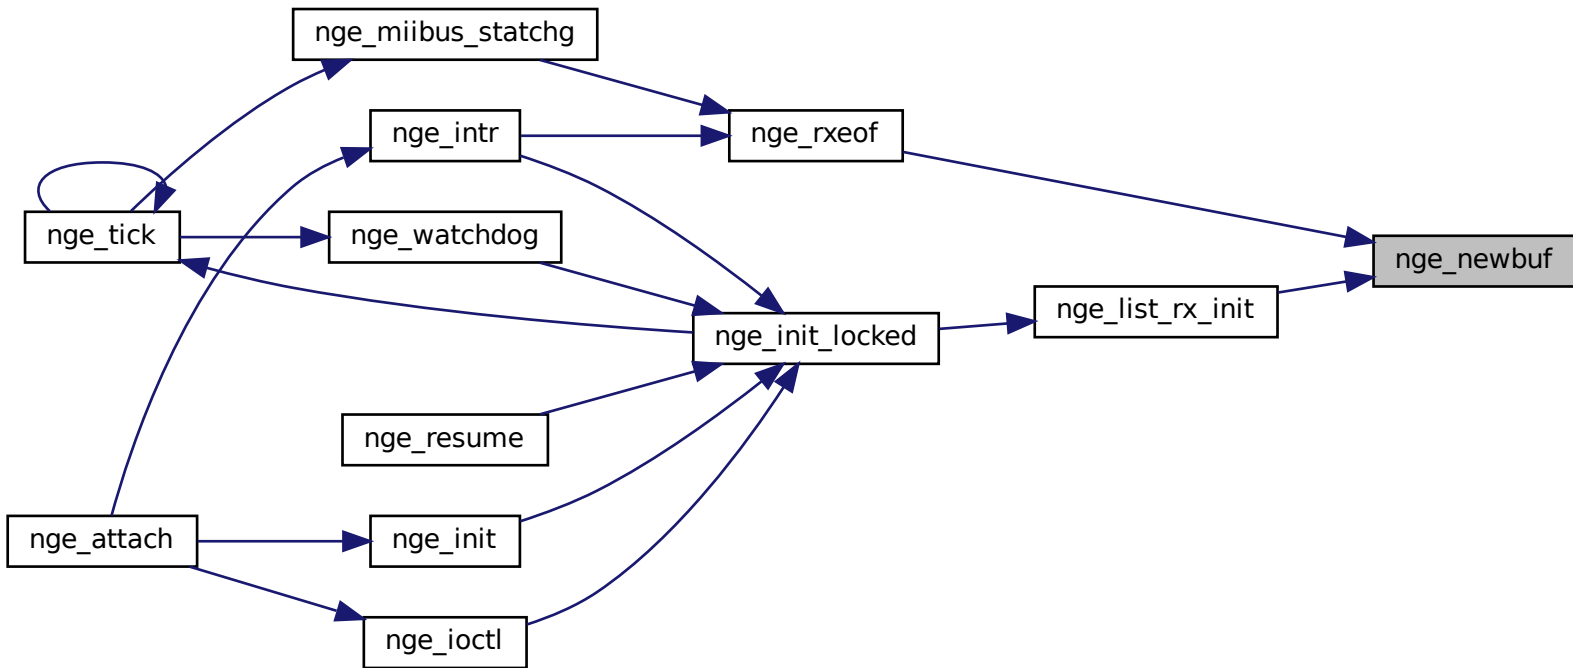 nge_miibus_statchg
nge_intr
nge_rxeof
nge_tick
nge_watchdog
nge_newbuf
nge_list_rx_init
nge_init_locked
nge_resume
nge_attach
nge_init
nge_ioctl